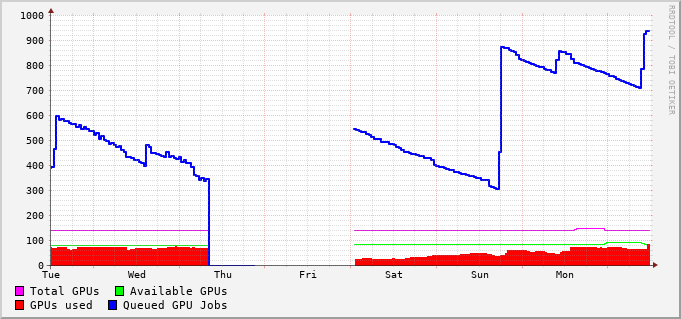 1000
900
800
700
600
500
400
300
200
100
0
Tue Wed Thu Fri Sat Sun Mon
Total GPUs Available GPUs
GPUs used Queued GPU Jobs
RRDTOOL / TOBI OETIKER